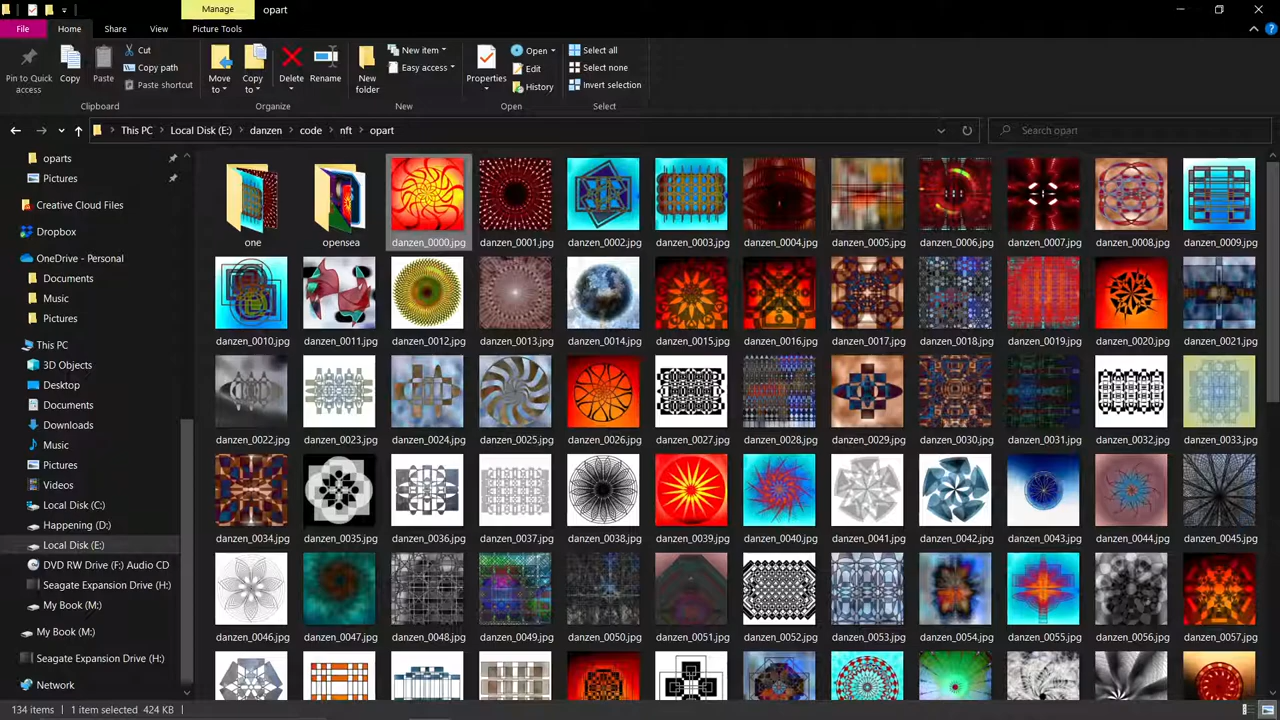 Manage
opart
File
Home
Share
View
Picture Tools
Pin to Quick access
Copy
Paste
Cut
Copy path
Paste shortcut
Move to
Copy to
Delete
Rename
New folder
New item
Easy access
Properties
Open
Edit
History
Select all
Select none
Invert selection
Clipboard
Organize
New
Open
Select
This PC
Local Disk (E:)
danzen
code
nft
opart
Search opart
oparts
Pictures
Creative Cloud Files
Dropbox
OneDrive - Personal
Documents
Music
Pictures
This PC
3D Objects
Desktop
Documents
Downloads
Music
Pictures
Videos
Local Disk (C:)
Happening (D:)
Local Disk (E:)
DVD RW Drive (F:) Audio CD
Seagate Expansion Drive (H:)
My Book (M:)
My Book (M:)
Seagate Expansion Drive (H:)
Network
one
opensea
danzen_0000.jpg
danzen_0001.jpg
danzen_0002.jpg
danzen_0003.jpg
danzen_0004.jpg
danzen_0005.jpg
danzen_0006.jpg
danzen_0007.jpg
danzen_0008.jpg
danzen_0009.jpg
danzen_0010.jpg
danzen_0011.jpg
danzen_0012.jpg
danzen_0013.jpg
danzen_0014.jpg
danzen_0015.jpg
danzen_0016.jpg
danzen_0017.jpg
danzen_0018.jpg
danzen_0019.jpg
danzen_0020.jpg
danzen_0021.jpg
danzen_0022.jpg
danzen_0023.jpg
danzen_0024.jpg
danzen_0025.jpg
danzen_0026.jpg
danzen_0027.jpg
danzen_0028.jpg
danzen_0029.jpg
danzen_0030.jpg
danzen_0031.jpg
danzen_0032.jpg
danzen_0033.jpg
danzen_0034.jpg
danzen_0035.jpg
danzen_0036.jpg
danzen_0037.jpg
danzen_0038.jpg
danzen_0039.jpg
danzen_0040.jpg
danzen_0041.jpg
danzen_0042.jpg
danzen_0043.jpg
danzen_0044.jpg
danzen_0045.jpg
danzen_0046.jpg
danzen_0047.jpg
danzen_0048.jpg
danzen_0049.jpg
danzen_0050.jpg
danzen_0051.jpg
danzen_0052.jpg
danzen_0053.jpg
danzen_0054.jpg
danzen_0055.jpg
danzen_0056.jpg
danzen_0057.jpg
134 items
1 item selected 424 KB